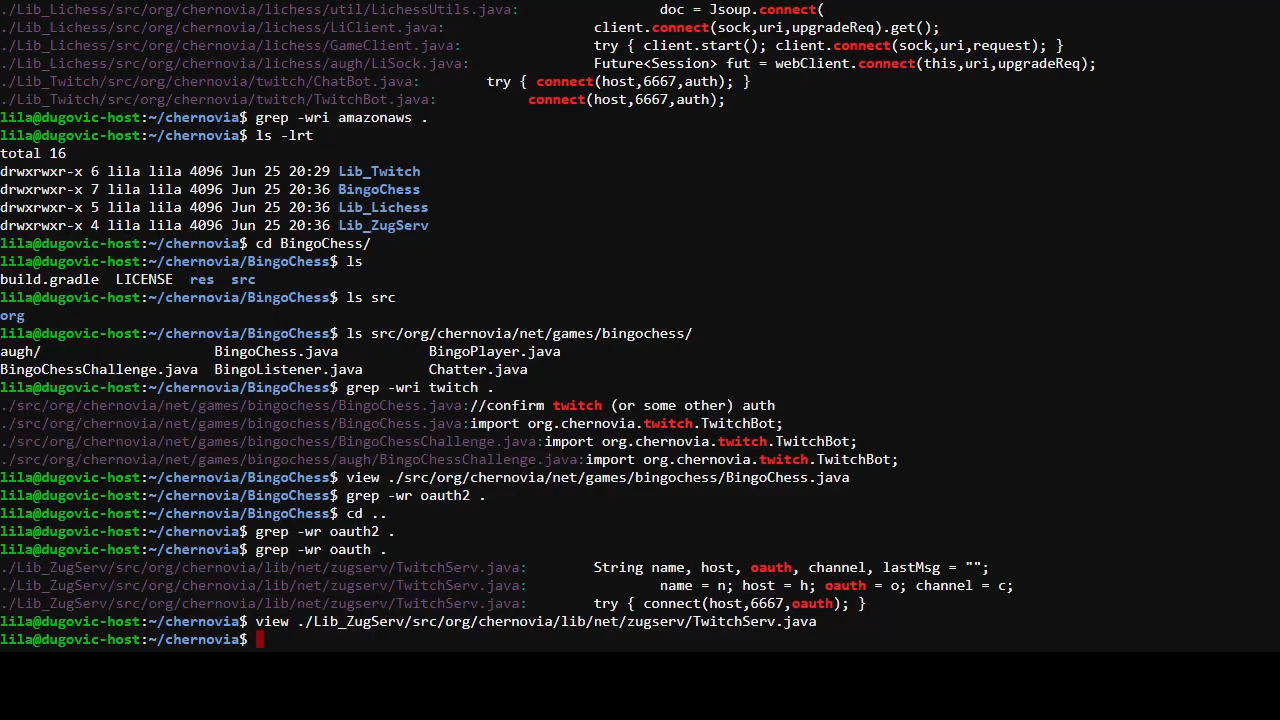 ./Lib_Lichess/src/org/chernovia/lichess/util/LichessUtils.java:                 doc = Jsoup.connect(
./Lib_Lichess/src/org/chernovia/lichess/LiClient.java:                  client.connect(sock,uri,upgradeReq).get();
./Lib_Lichess/src/org/chernovia/lichess/GameClient.java:                try { client.start(); client.connect(sock,uri,request); }
./Lib_Lichess/src/org/chernovia/lichess/augh/LiSock.java:               Future<Session> fut = webClient.connect(this,uri,upgradeReq);
./Lib_Twitch/src/org/chernovia/twitch/ChatBot.java:        try { connect(host,6667,auth); }
./Lib_Twitch/src/org/chernovia/twitch/TwitchBot.java:           connect(host,6667,auth);
lila@dugovic-host:~/chernovia$ grep -wri amazonaws .
lila@dugovic-host:~/chernovia$ ls -lrt
total 16
drwxrwxr-x 6 lila lila 4096 Jun 25 20:29 Lib_Twitch
drwxrwxr-x 7 lila lila 4096 Jun 25 20:36 BingoChess
drwxrwxr-x 5 lila lila 4096 Jun 25 20:36 Lib_Lichess
drwxrwxr-x 4 lila lila 4096 Jun 25 20:36 Lib_ZugServ
lila@dugovic-host:~/chernovia$ cd BingoChess/
lila@dugovic-host:~/chernovia/BingoChess$ ls
build.gradle  LICENSE  res  src
lila@dugovic-host:~/chernovia/BingoChess$ ls src
org
lila@dugovic-host:~/chernovia/BingoChess$ ls src/org/chernovia/net/games/bingochess/
augh/                     BingoChess.java           BingoPlayer.java
BingoChessChallenge.java  BingoListener.java        Chatter.java
lila@dugovic-host:~/chernovia/BingoChess$ grep -wri twitch .
./src/org/chernovia/net/games/bingochess/BingoChess.java://confirm twitch (or some other) auth
./src/org/chernovia/net/games/bingochess/BingoChess.java:import org.chernovia.twitch.TwitchBot;
./src/org/chernovia/net/games/bingochess/BingoChessChallenge.java:import org.chernovia.twitch.TwitchBot;
./src/org/chernovia/net/games/bingochess/augh/BingoChessChallenge.java:import org.chernovia.twitch.TwitchBot;
lila@dugovic-host:~/chernovia/BingoChess$ view ./src/org/chernovia/net/games/bingochess/BingoChess.java
lila@dugovic-host:~/chernovia/BingoChess$ grep -wr oauth2 .
lila@dugovic-host:~/chernovia/BingoChess$ cd ..
lila@dugovic-host:~/chernovia$ grep -wr oauth2 .
lila@dugovic-host:~/chernovia$ grep -wr oauth .
./Lib_ZugServ/src/org/chernovia/lib/net/zugserv/TwitchServ.java:        String name, host, oauth, channel, lastMsg = "";
./Lib_ZugServ/src/org/chernovia/lib/net/zugserv/TwitchServ.java:                name = n; host = h; oauth = o; channel = c;
./Lib_ZugServ/src/org/chernovia/lib/net/zugserv/TwitchServ.java:        try { connect(host,6667,oauth); }
lila@dugovic-host:~/chernovia$ view ./Lib_ZugServ/src/org/chernovia/lib/net/zugserv/TwitchServ.java
lila@dugovic-host:~/chernovia$